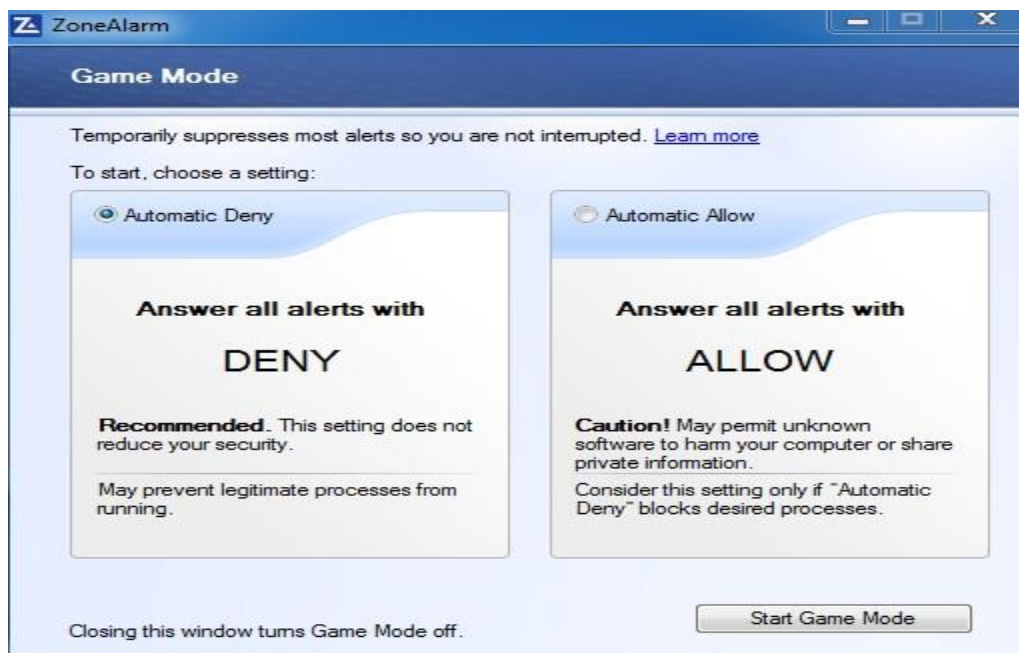 ZoneAlarm
Game Mode
Temporarily suppresses most alerts so you are not interrupted. Learn more
To start, choose a setting:
Automatic Deny
Answer all alerts with
DENY
Recommended. This setting does not
reduce your security.
May prevent legitimate processes from
running.
Automatic Allow
Answer all alerts with
ALLOW
Caution! May permit unknown
software to harm your computer or share
private information.
Consider this setting only if "Automatic
Deny" blocks desired processes.
Closing this window turns Game Mode off.
Start Game Mode